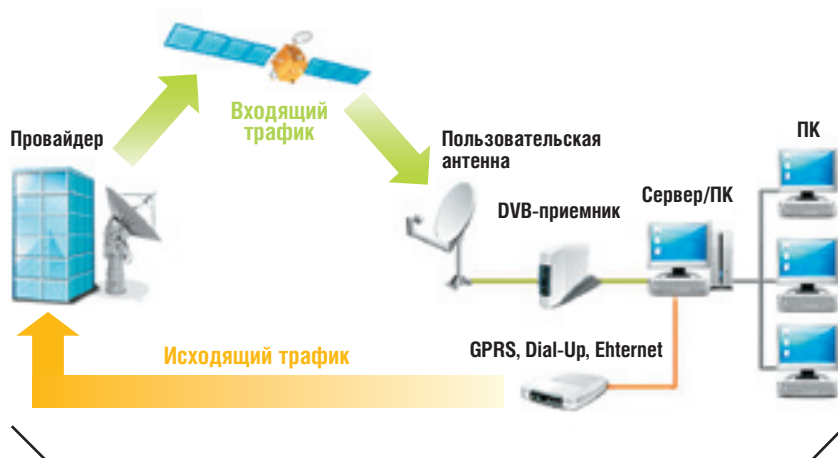 Входящий
трафик
Провайдер
Пользовательская
антенна
ПК
DVB-приемник
Сервер/ПК
Исходящий трафик
GPRS, Dial-Up, Ehternet